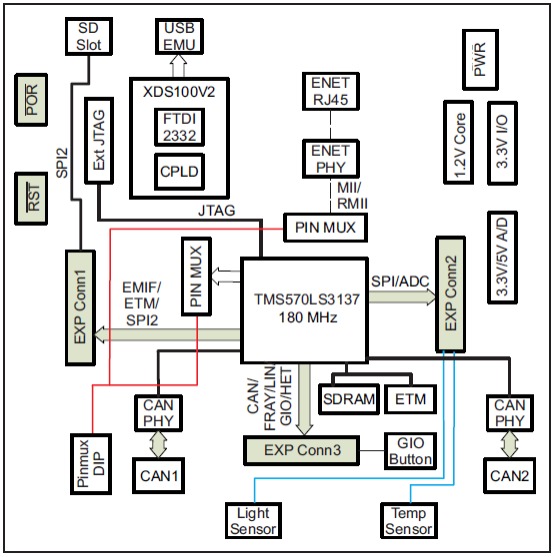 SD
Slot
USB
EMU
PWR
POR
XDS100V2
FTDI
2332
CPLD
ENET
RJ45
ENET
PHY
MII/
RMII
PIN MUX
1.2V Core
3.3V I/O
3.3V/5V A/D
SPI2
Ext JTAG
RST
JTAG
EXP Conn1
EMIF/
ETM/
SPI2
PIN MUX
TMS570LS3137
180 MHz
SPI/ADC
EXP Conn2
CAN/
FRAY/LIN/
GIO/HET
SDRAM
ETM
CAN
PHY
CAN
PHY
Pinmux
DIP
CAN1
EXP Conn3
GIO
Button
CAN2
Light
Sensor
Temp
Sensor